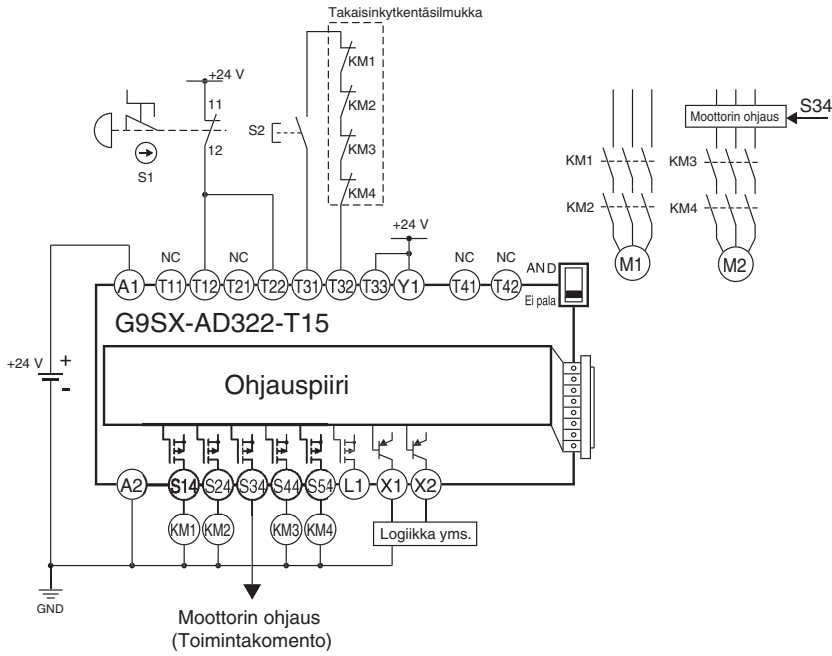 Takaisinkytkentäsilmukka
+24 V
11
12
S1
S2
KM1
KM2
KM3
KM4
+24 V
Moottorin ohjaus
S34
KM1
KM2
M1
KM3
KM4
M2
NC
NC
NC
NC
A1
T11
T12
T21
T22
T31
T32
T33
Y1
T41
T42
AND
Ei pala
G9SX-AD322-T15
+24 V
+
-
Ohjauspiiri
A2
S14
S24
S34
S44
S54
L1
X1
X2
KM1
KM2
KM3
KM4
Logiikka yms.
GND
Moottorin ohjaus
(Toimintakomento)